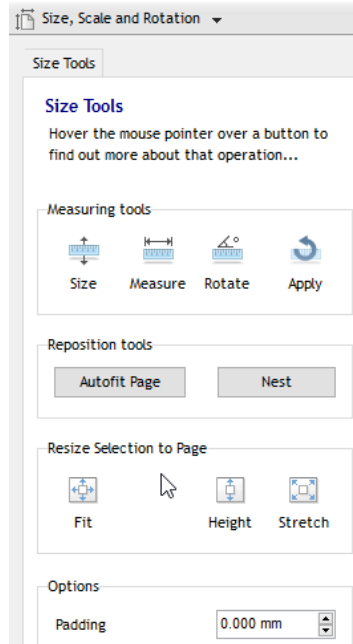 Size, Scale and Rotation
Size Tools
Size Tools
Hover the mouse pointer over a button to
find out more about that operation...
Measuring tools
Size Measure Rotate Apply
Reposition tools
Autofit Page Nest
Resize Selection to Page
Fit Height Stretch
Options
Padding 0.000 mm